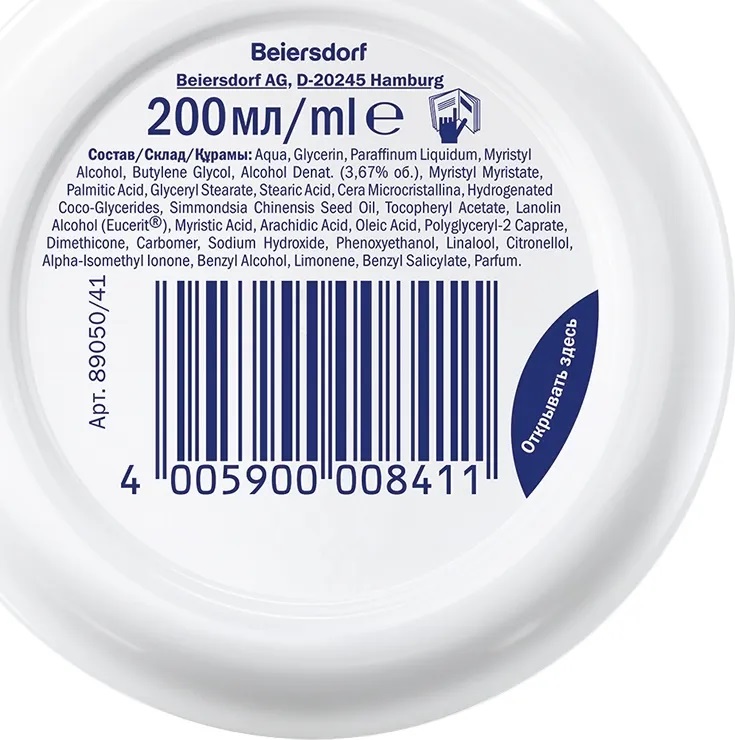 Beiersdorf
Beiersdorf AG, D-20245 Hamburg
200мл/ml e
Состав/Склад/Құрамы: Aqua, Glycerin, Paraffinum Liquidum, Myristyl
Alcohol, Butylene Glycol, Alcohol Denat. (3,67% об.), Myristyl Myristate,
Palmitic Acid, Glyceryl Stearate, Stearic Acid, Cera Microcristallina, Hydrogenated
Coco-Glycerides, Simmondsia Chinensis Seed Oil, Tocopheryl Acetate, Lanolin
Alcohol (Eucerit®), Myristic Acid, Arachidic Acid, Oleic Acid, Polyglyceryl-2 Caprate,
Dimethicone, Carbomer, Sodium Hydroxide, Phenoxyethanol, Linalool, Citronellol,
Alpha-Isomethyl Ionone, Benzyl Alcohol, Limonene, Benzyl Salicylate, Parfum.
Арт. 89050/41
Открывать здесь
4 005900 008411